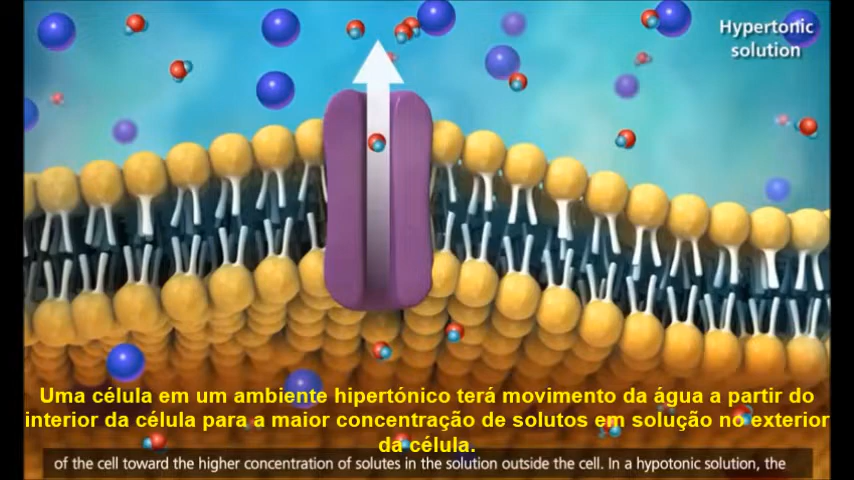 Hypertonic
solution
Uma célula em um ambiente hipertónico terá movimento da água a partir do
interior da célula para a maior concentração de solutos em solução no exterior
da célula.
of the cell toward the higher concentration of solutes in the solution outside the cell. In a hypotonic solution, the